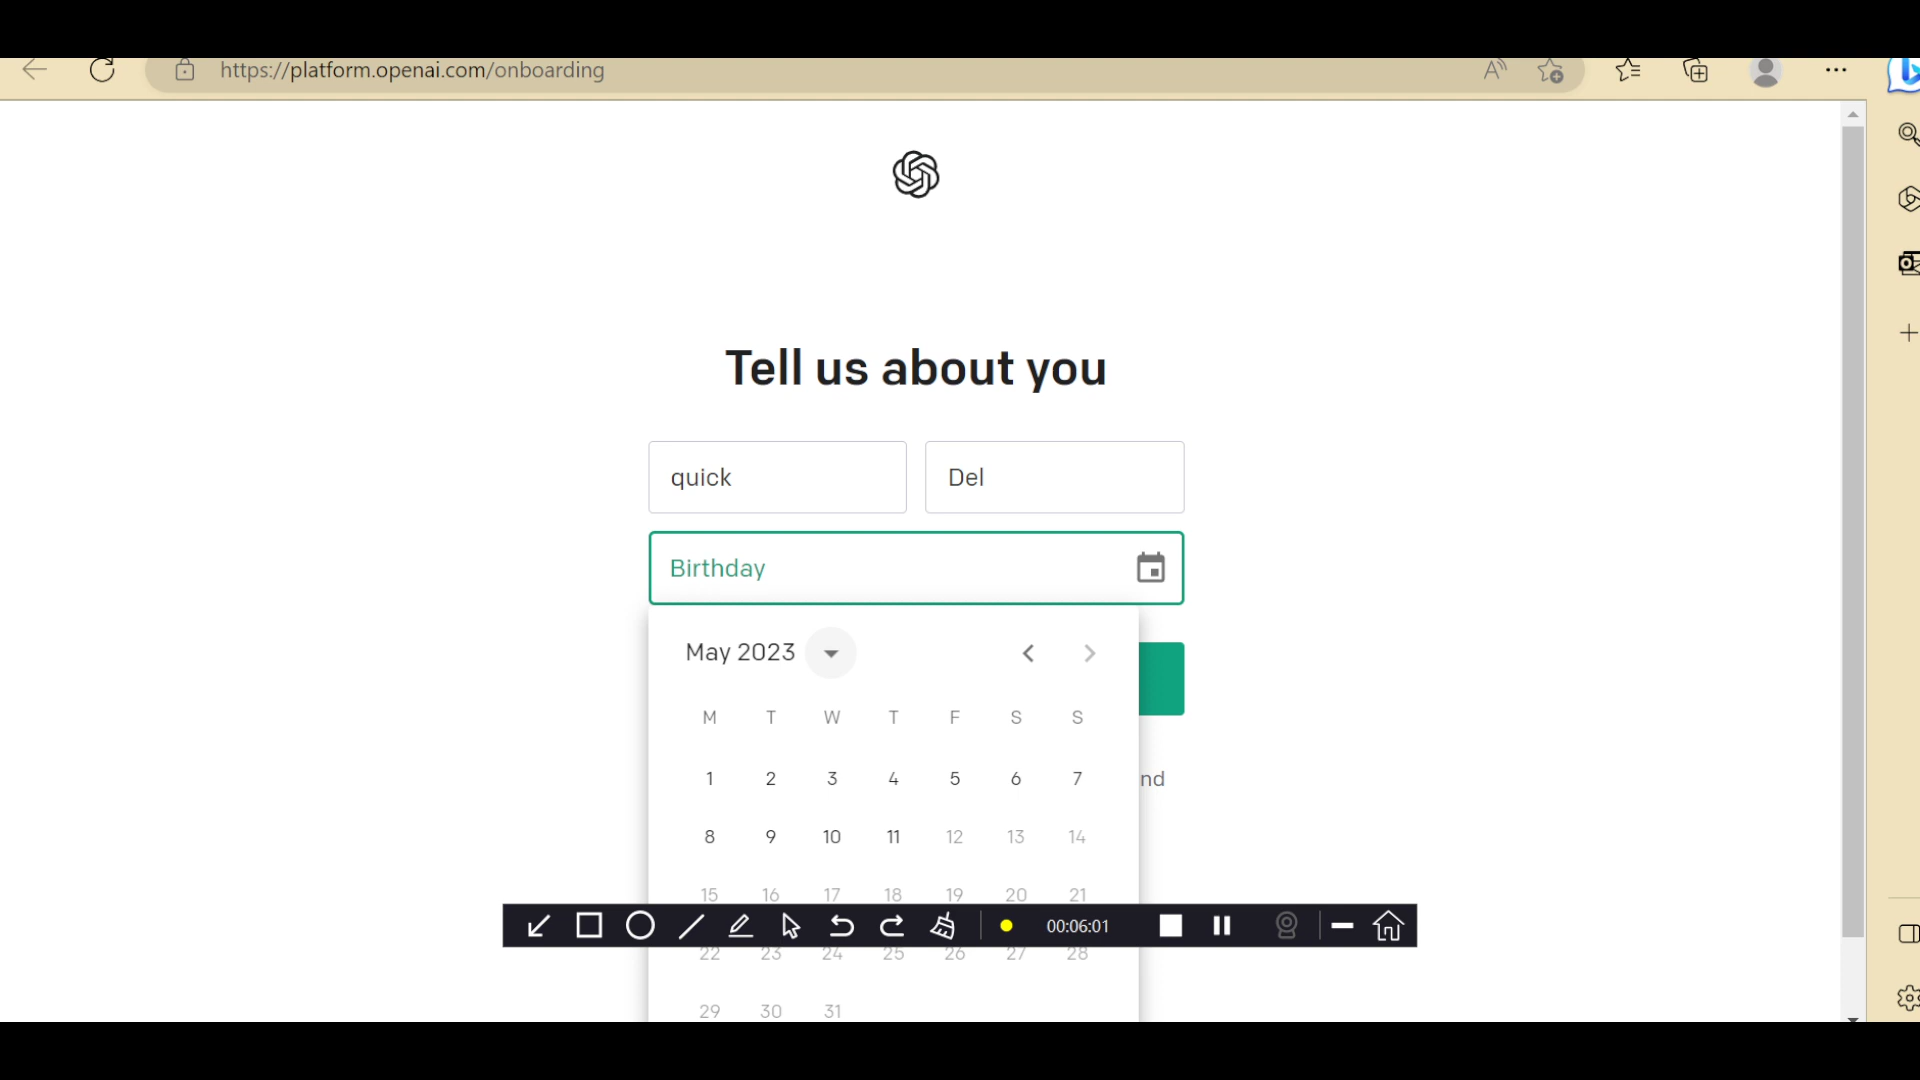 https://platform.openai.com/onboarding
Tell us about you
quick Del
Birthday
May 2023
M T W T F S S
1 2 3 4 5 6 7
nd
8 9 10 11 12 13 14
15 16 17 18 19 20 21
00:06:01
22 23 24 25 26 27 28
29 30 31